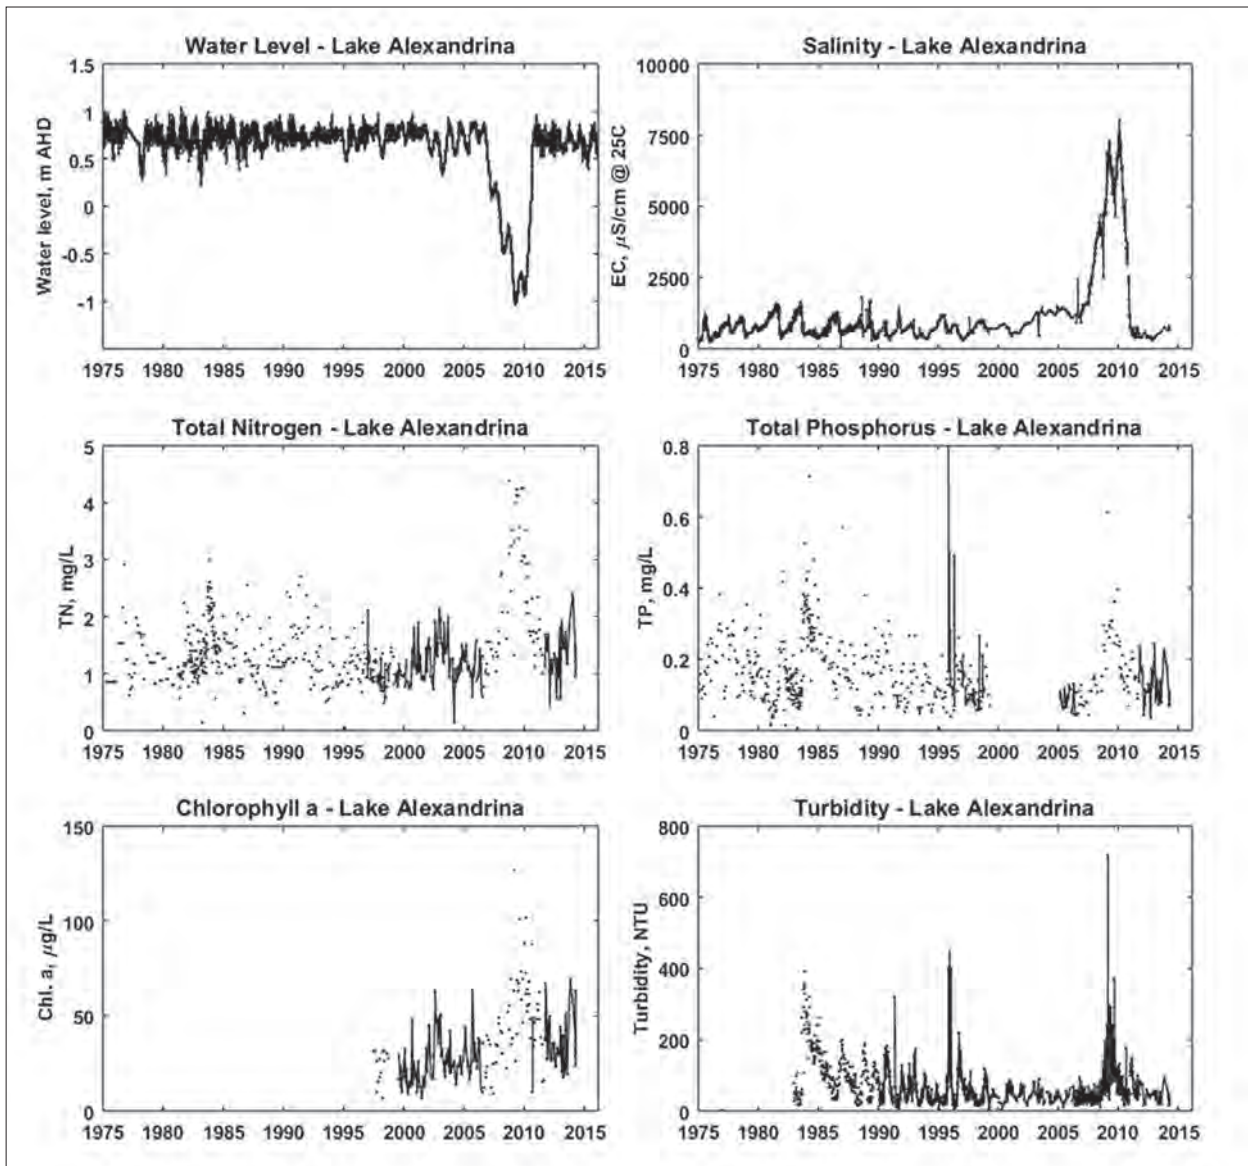 Water Level - Lake Alexandrina
Water level, m AHD
1.5
1
0.5
0
-0.5
-1
1975 1980 1985 1990 1995 2000 2005 2010 2015
Salinity - Lake Alexandrina
EC, μS/cm @ 25C
10000
7500
5000
2500
0
1975 1980 1985 1990 1995 2000 2005 2010 2015
Total Nitrogen - Lake Alexandrina
TN, mg/L
5
4
3
2
1
0
1975 1980 1985 1990 1995 2000 2005 2010 2015
Total Phosphorus - Lake Alexandrina
TP, mg/L
0.8
0.6
0.4
0.2
0
1975 1980 1985 1990 1995 2000 2005 2010 2015
Chlorophyll a - Lake Alexandrina
Chl. a, μg/L
150
100
50
0
1975 1980 1985 1990 1995 2000 2005 2010 2015
Turbidity - Lake Alexandrina
Turbidity, NTU
800
600
400
200
0
1975 1980 1985 1990 1995 2000 2005 2010 2015